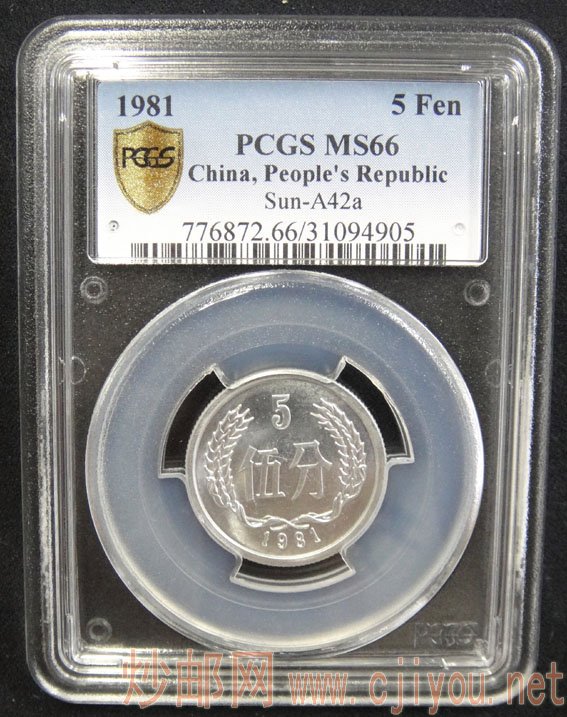 1981 5 Fen
PCGS
PCGS MS66
China, People's Republic
Sun-A42a
776872.66/31094905
5
伍分
1981
PCGS
炒邮网 www.cjiyou.net